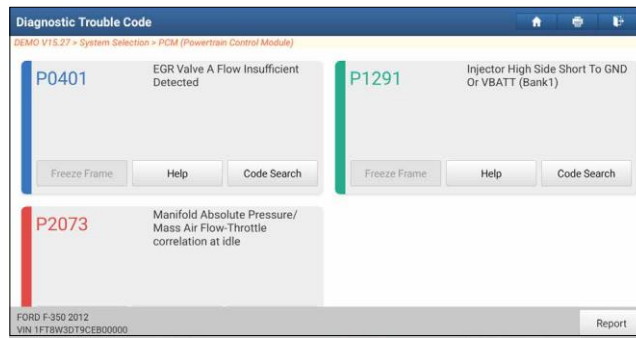 Diagnostic Trouble Code
DEMO V15.27 > System Selection > PCM (Powertrain Control Module)
P0401
EGR Valve A Flow Insufficient
Detected
Freeze Frame
Help
Code Search
P1291
Injector High Side Short To GND
Or VBATT (Bank1)
Freeze Frame
Help
Code Search
P2073
Manifold Absolute Pressure/
Mass Air Flow-Throttle
correlation at idle
FORD F-350 2012
VIN 1FT8W3DT9CEB00000
Report